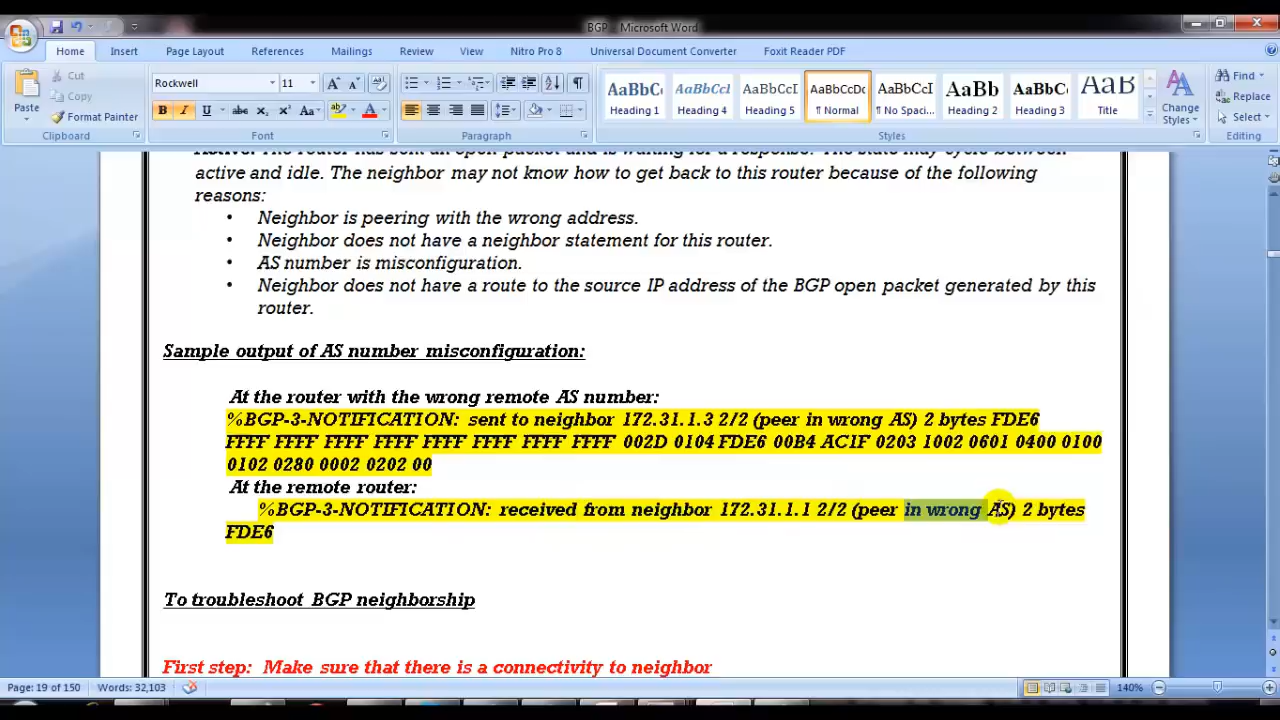 BGP - Microsoft Word
Home Insert Page Layout References Mailings Review View Nitro Pro 8 Universal Document Converter Foxit Reader PDF
Paste
Cut
Copy
Format Painter
Clipboard
Rockwell 11
Font
Paragraph
AaBbC Heading 1
AaBbCcI Heading 4
AaBbCcI Heading 5
AaBbCcDc ¶ Normal
AaBbCcI ¶ No Spaci...
AaBbC Heading 2
AaBbC Heading 3
AaB Title
Change Styles
Styles
Find
Replace
Select
Editing
Active: The router has sent an open packet and is waiting for a response. The state may cycle between
active and idle. The neighbor may not know how to get back to this router because of the following
reasons:
• Neighbor is peering with the wrong address.
• Neighbor does not have a neighbor statement for this router.
• AS number is misconfiguration.
• Neighbor does not have a route to the source IP address of the BGP open packet generated by this
router.
Sample output of AS number misconfiguration:
At the router with the wrong remote AS number:
%BGP-3-NOTIFICATION: sent to neighbor 172.31.1.3 2/2 (peer in wrong AS) 2 bytes FDE6
FFFF FFFF FFFF FFFF FFFF FFFF FFFF FFFF 002D 0104 FDE6 00B4 AC1F 0203 1002 0601 0400 0100
0102 0280 0002 0202 00
At the remote router:
%BGP-3-NOTIFICATION: received from neighbor 172.31.1.1 2/2 (peer in wrong AS) 2 bytes
FDE6
To troubleshoot BGP neighborship
First step: Make sure that there is a connectivity to neighbor
Page: 19 of 150 Words: 32,103 140%